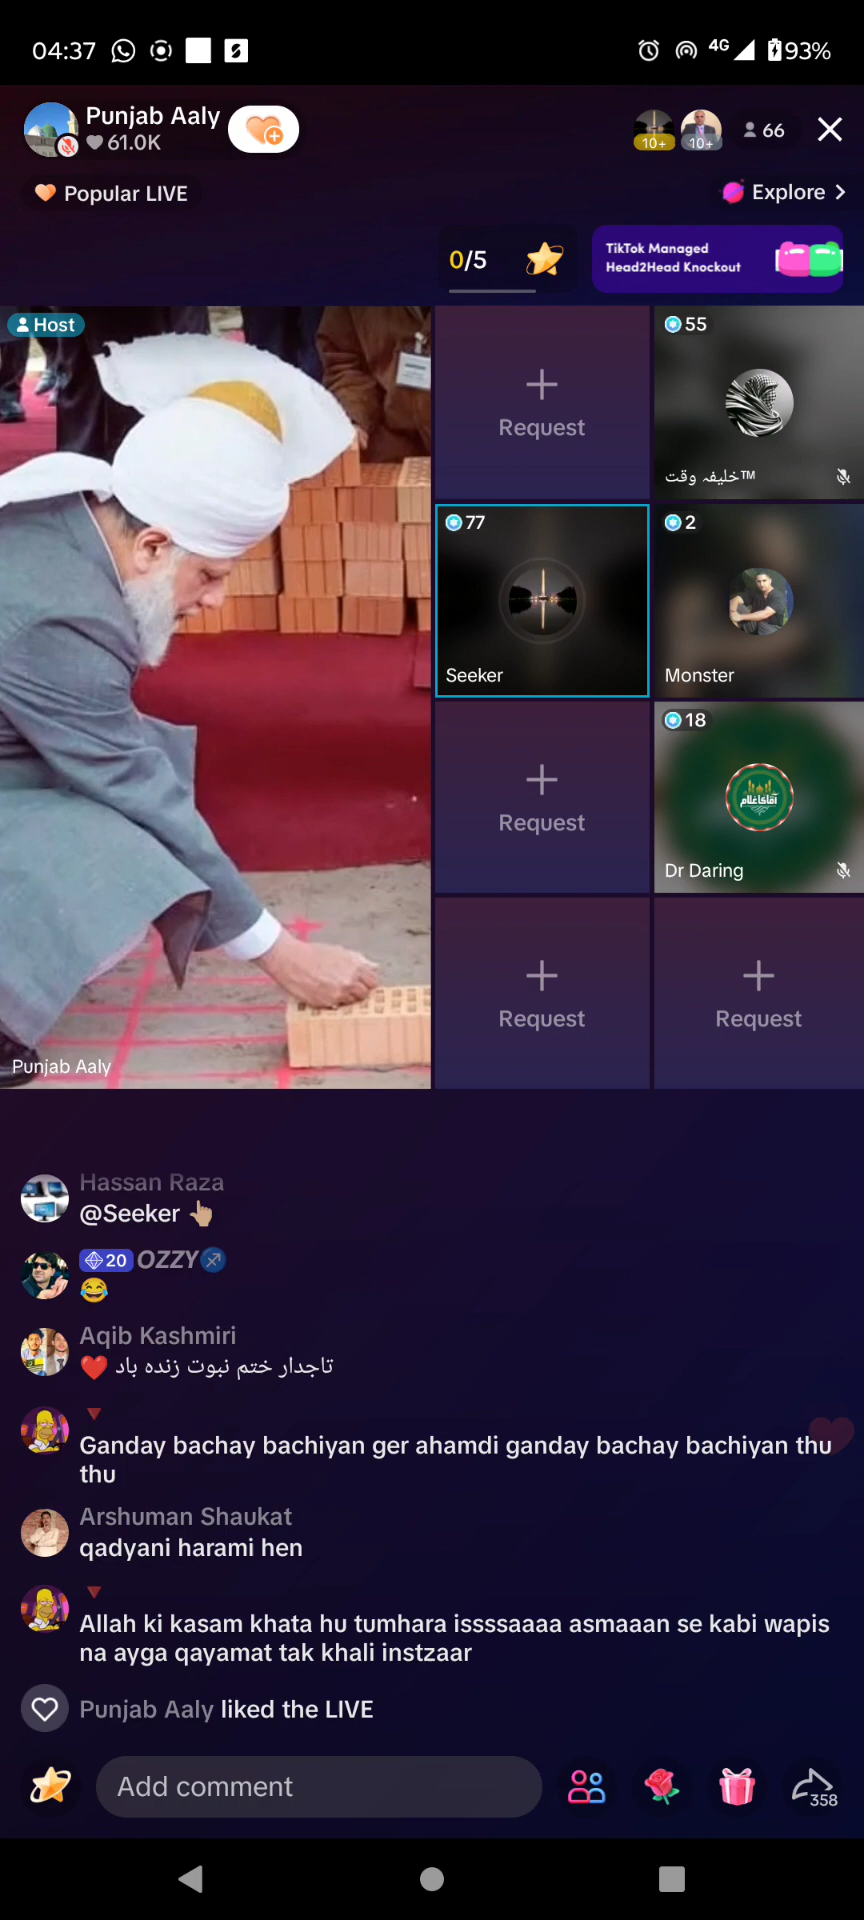 04:37
4G 93%
Punjab Aaly
61.0K
10+
10+
66
Popular LIVE
Explore
0/5
TikTok Managed
Head2Head Knockout
Host
Punjab Aaly
Request
55
خلیفہ وقت™
77
Seeker
2
Monster
Request
18
آقا کا غلام
Dr Daring
Request
Request
Hassan Raza
@Seeker
20 OZZY
Aqib Kashmiri
تاجدار ختم نبوت زندہ باد
Ganday bachay bachiyan ger ahamdi ganday bachay bachiyan thu
thu
Arshuman Shaukat
qadyani harami hen
Allah ki kasam khata hu tumhara issssaaaa asmaaan se kabi wapis
na ayga qayamat tak khali instzaar
Punjab Aaly liked the LIVE
Add comment
358